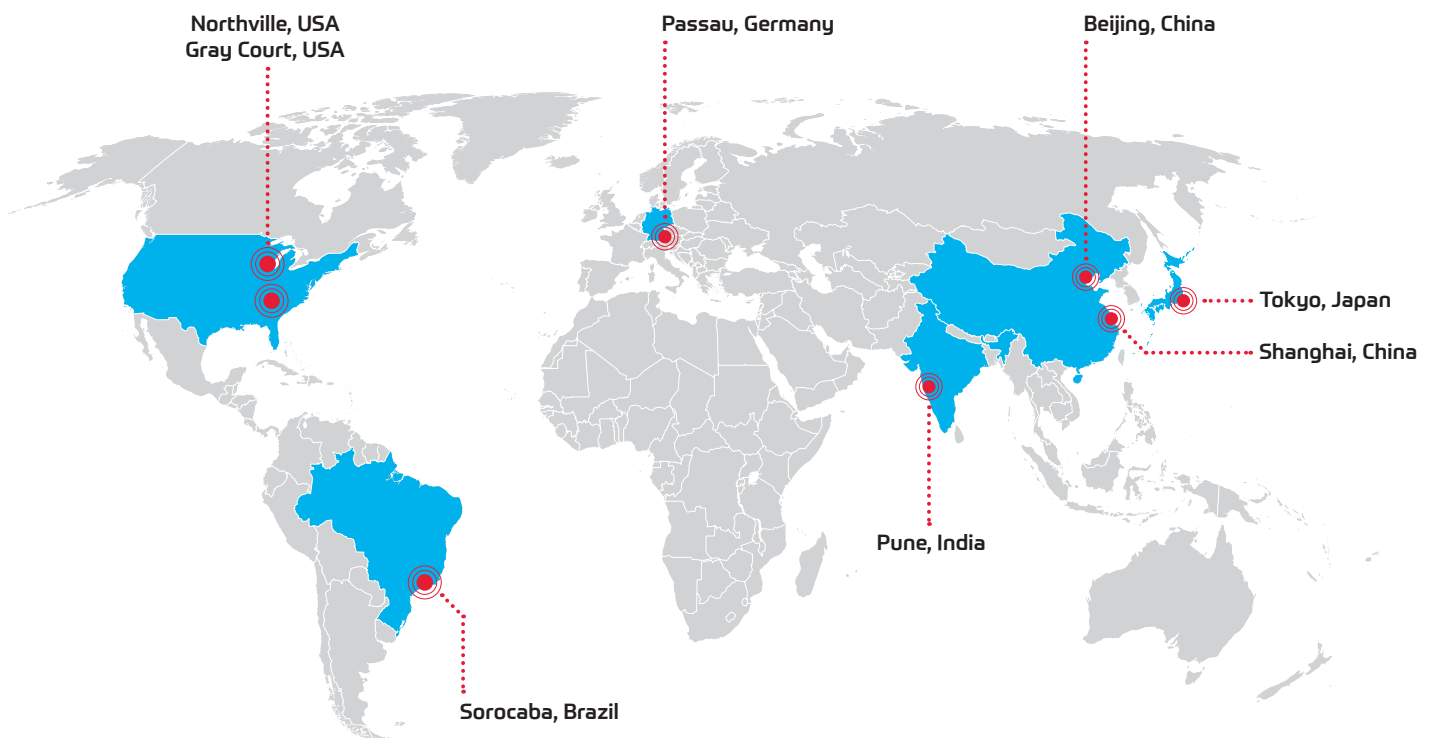 Northville, USA
Gray Court, USA
Passau, Germany
Beijing, China
Tokyo, Japan
Shanghai, China
Pune, India
Sorocaba, Brazil